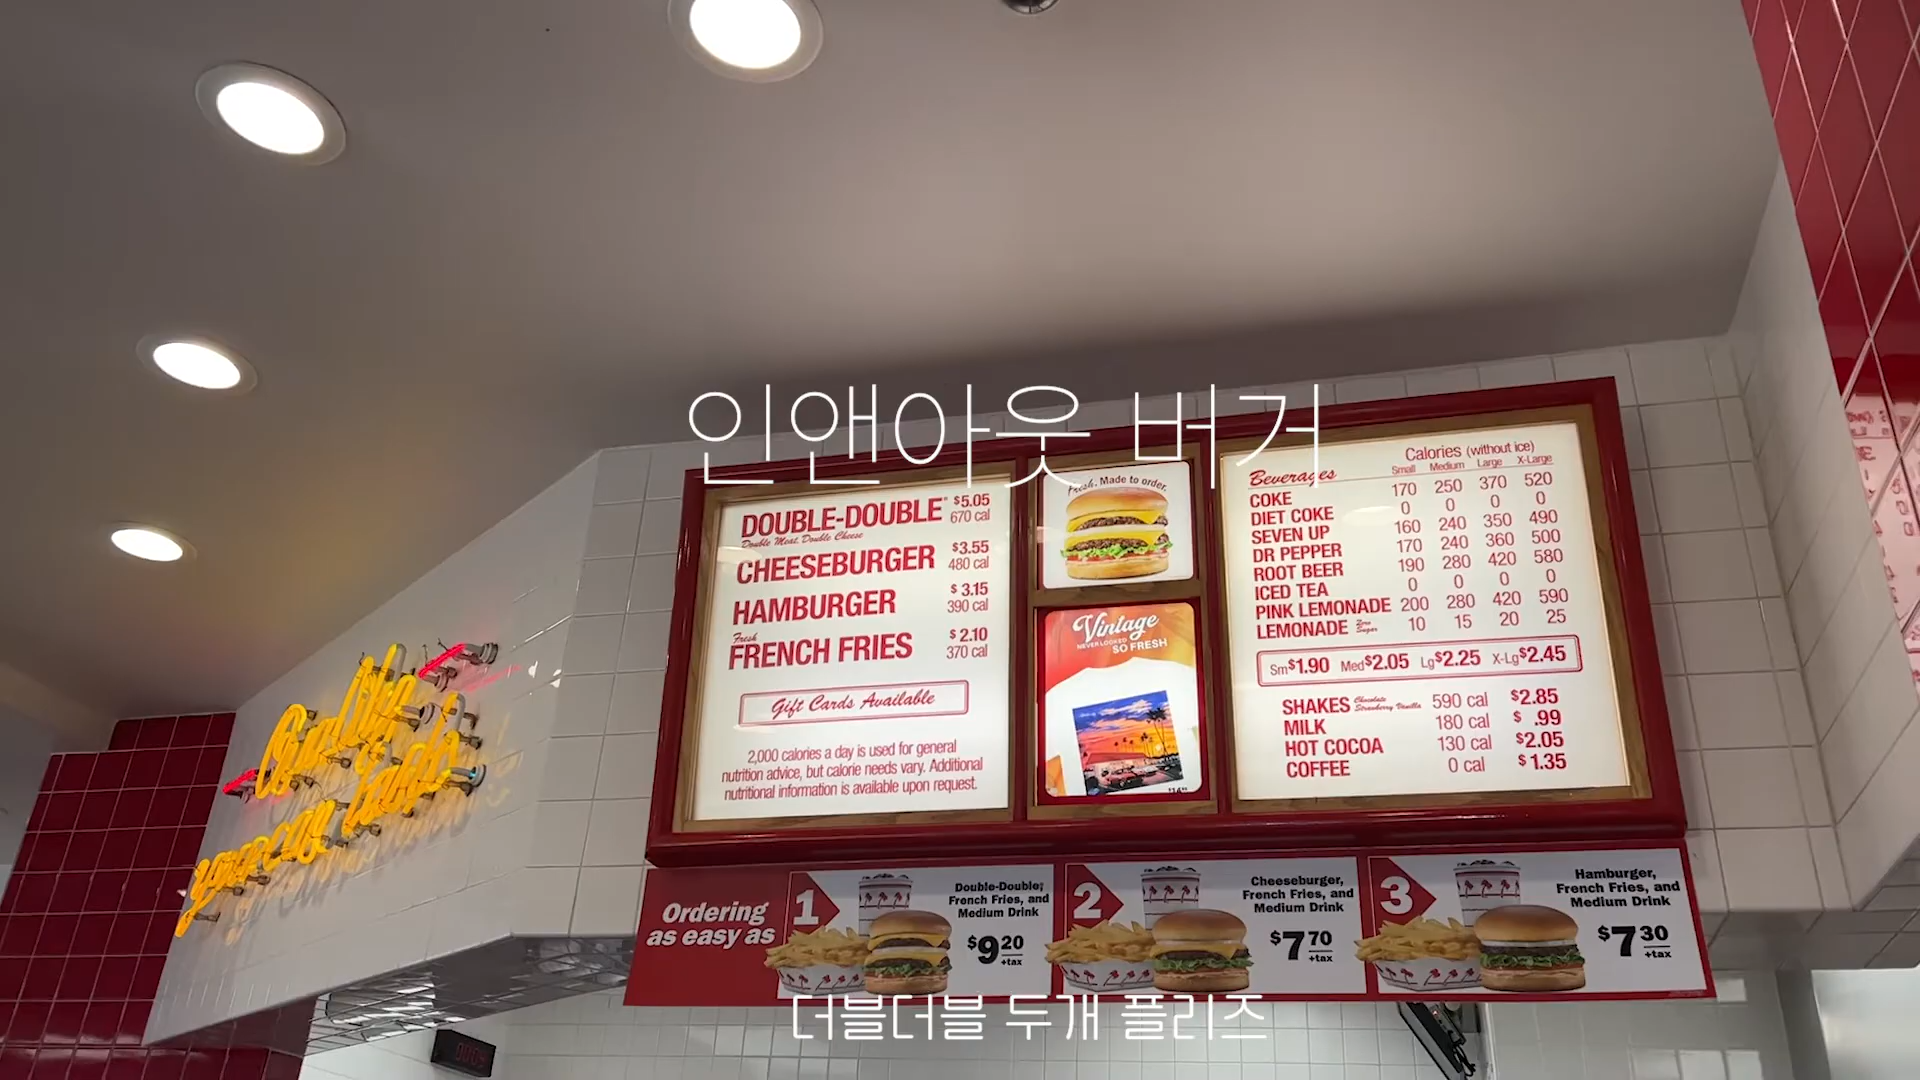 인앤아웃 버거
DOUBLE-DOUBLE® $5.05
Double Meat, Double Cheese 670 cal
CHEESEBURGER $3.55
480 cal
HAMBURGER $3.15
390 cal
Fresh
FRENCH FRIES $2.10
370 cal
Gift Cards Available
2,000 calories a day is used for general
nutrition advice, but calorie needs vary. Additional
nutritional information is available upon request.
Fresh. Made to order.
Vintage
NEVER LOOKED
SO FRESH
Calories (without ice)
Beverages Small Medium Large X-Large
COKE 170 250 370 520
DIET COKE 0 0 0 0
SEVEN UP 160 240 350 490
DR PEPPER 170 240 360 500
ROOT BEER 190 280 420 580
ICED TEA 0 0 0 0
PINK LEMONADE 200 280 420 590
LEMONADE Zero Sugar 10 15 20 25
Sm $1.90 Med $2.05 Lg $2.25 X-Lg $2.45
SHAKES Chocolate Strawberry Vanilla 590 cal $2.85
MILK 180 cal $ .99
HOT COCOA 130 cal $2.05
COFFEE 0 cal $1.35
Quality
you can taste
Ordering
as easy as
1
Double-Double,®
French Fries, and
Medium Drink
$9.20
+tax
2
Cheeseburger,
French Fries, and
Medium Drink
$7.70
+tax
3
Hamburger,
French Fries, and
Medium Drink
$7.30
+tax
더블더블 두개 플리즈